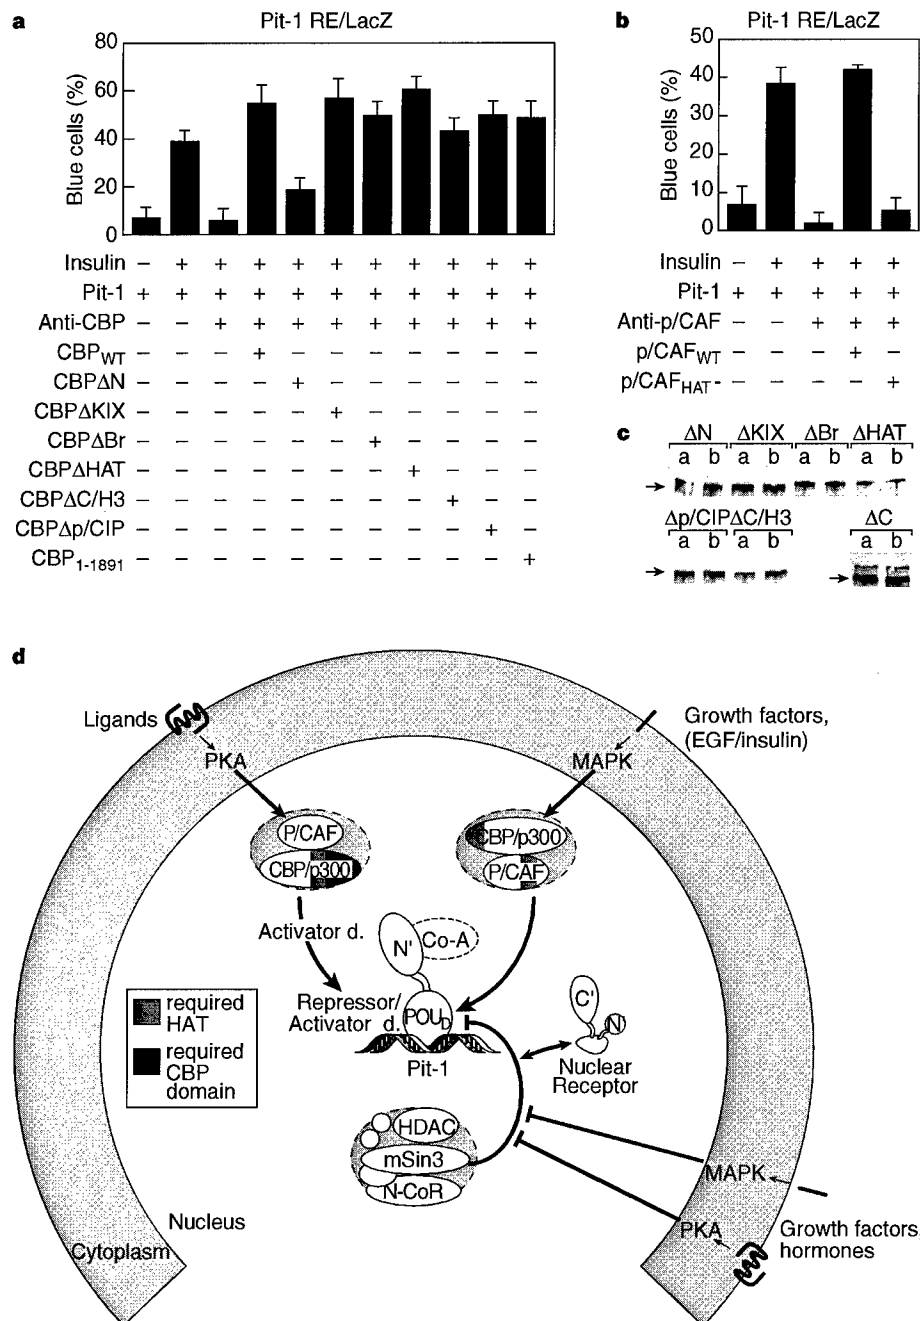 a
Pit-1 RE/LacZ
Blue cells (%)
80
60
40
20
0
Insulin – + + + + + + + + + +
Pit-1 + + + + + + + + + + +
Anti-CBP – – + + + + + + + + +
CBPWT – – – + – – – – – – –
CBPΔN – – – – + – – – – – –
CBPΔKIX – – – – – + – – – – –
CBPΔBr – – – – – – + – – – –
CBPΔHAT – – – – – – – + – – –
CBPΔC/H3 – – – – – – – – + – –
CBPΔp/CIP – – – – – – – – – + –
CBP1-1891 – – – – – – – – – – +
b
Pit-1 RE/LacZ
Blue cells (%)
50
40
30
20
10
0
Insulin – + + + +
Pit-1 + + + + +
Anti-p/CAF – – + + +
p/CAFWT – – – + –
p/CAFHAT- – – – – +
c
ΔN ΔKIX ΔBr ΔHAT
a b a b a b a b
Δp/CIP ΔC/H3 ΔC
a b a b a b
d
Ligands
PKA
P/CAF
CBP/p300
Activator d.
Growth factors,
(EGF/insulin)
MAPK
CBP/p300
P/CAF
N'
Co-A
Repressor/
Activator d.
POUD
Pit-1
C'
N
Nuclear
Receptor
required
HAT
required
CBP
domain
HDAC
mSin3
N-CoR
MAPK
PKA
Growth factors,
hormones
Nucleus
Cytoplasm